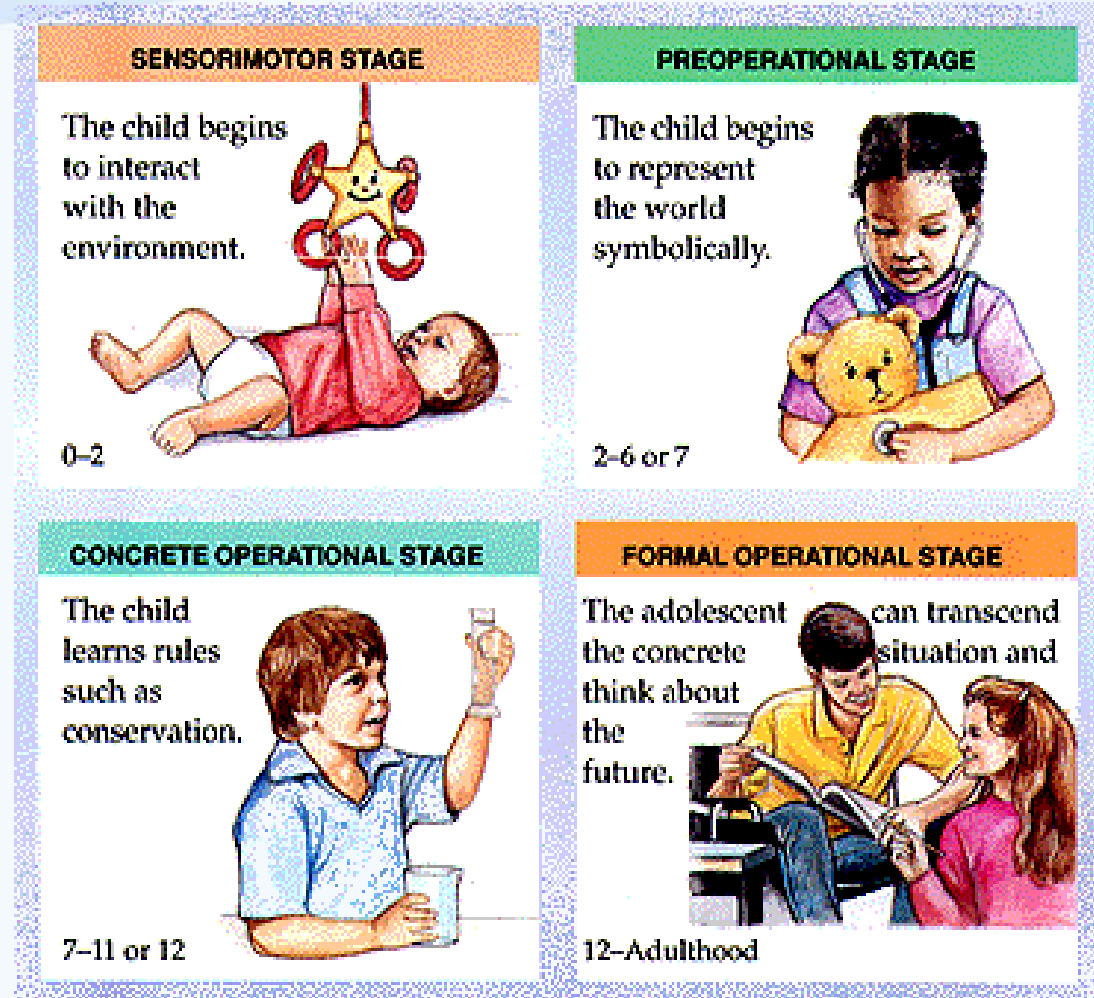 SENSORIMOTOR STAGE
The child begins
to interact
with the
environment.
0–2
PREOPERATIONAL STAGE
The child begins
to represent
the world
symbolically.
2–6 or 7
CONCRETE OPERATIONAL STAGE
The child
learns rules
such as
conservation.
7–11 or 12
FORMAL OPERATIONAL STAGE
The adolescent can transcend
the concrete situation and
think about
the
future.
12–Adulthood